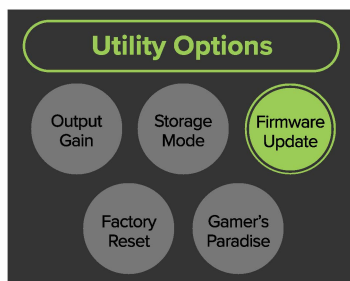 Utility Options
Output
Gain
Storage
Mode
Firmware
Update
Factory
Reset
Gamer's
Paradise